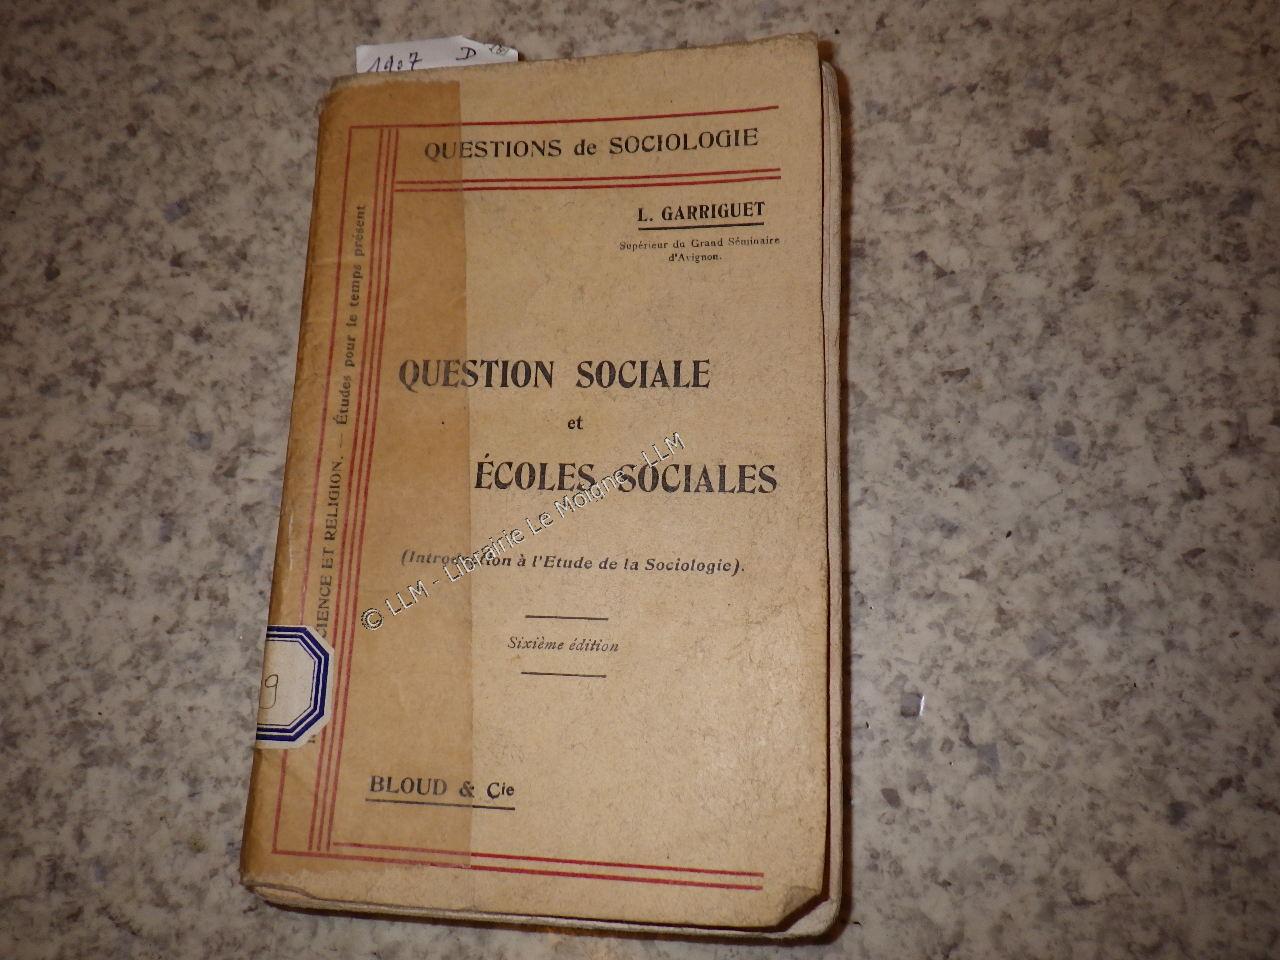 1907 D
QUESTIONS de SOCIOLOGIE
L. GARRIGUET
Supérieur du Grand Séminaire
d'Avignon.
QUESTION SOCIALE
et
ÉCOLES SOCIALES
(Introduction à l'Etude de la Sociologie).
Sixième édition
BLOUD & Cie
SCIENCE ET RELIGION. — Études pour le temps présent
9
© LLM - Librairie Le Moigne - LLM